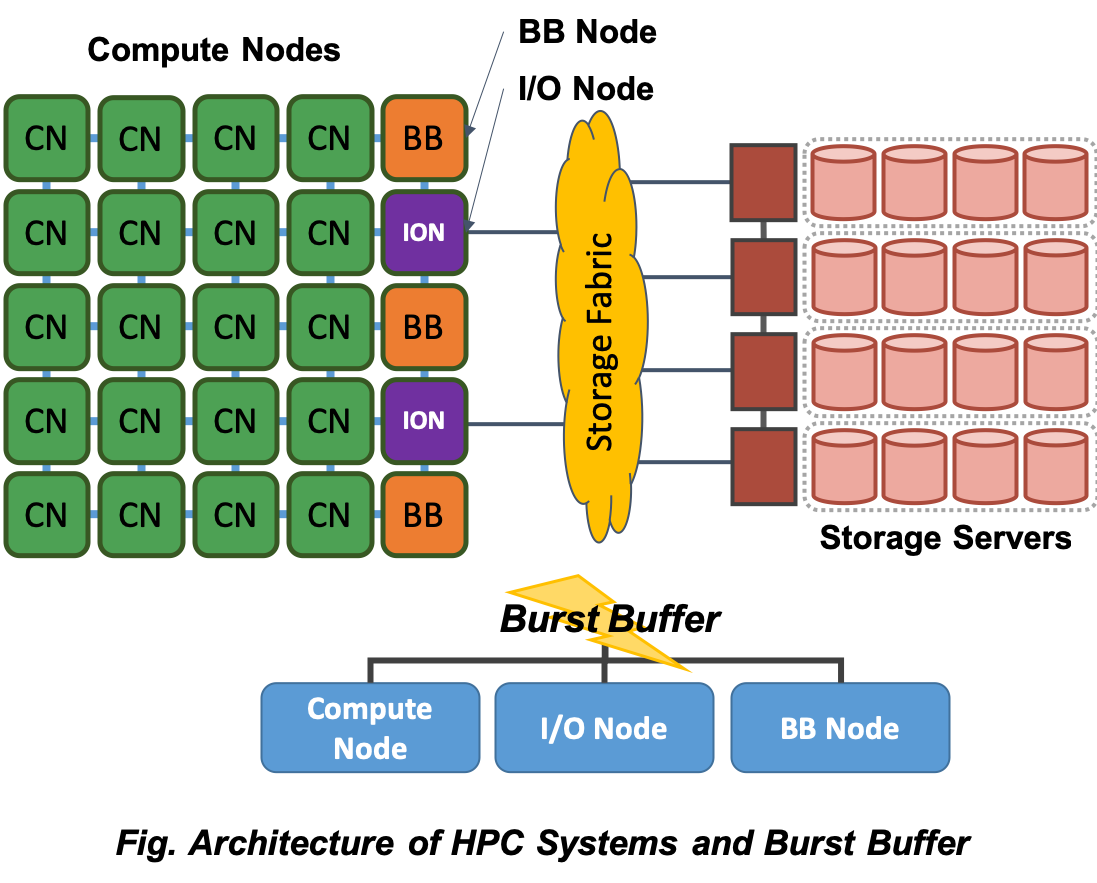 Compute Nodes
BB Node
I/O Node
CN CN CN CN BB
CN CN CN CN ION
CN CN CN CN BB
CN CN CN CN ION
CN CN CN CN BB
Storage Fabric
Storage Servers
Burst Buffer
Compute
Node
I/O Node
BB Node
Fig. Architecture of HPC Systems and Burst Buffer